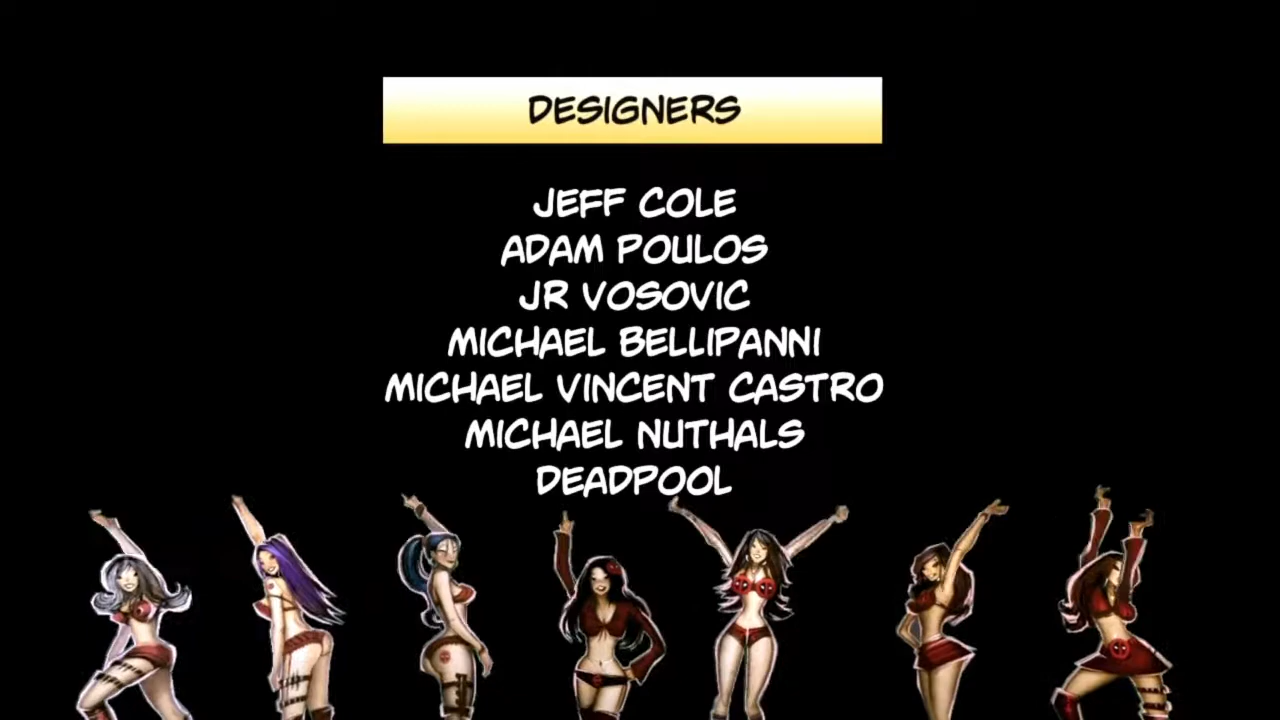 DESIGNERS
JEFF COLE
ADAM POULOS
JR VOSOVIC
MICHAEL BELLIPANNI
MICHAEL VINCENT CASTRO
MICHAEL NUTHALS
DEADPOOL